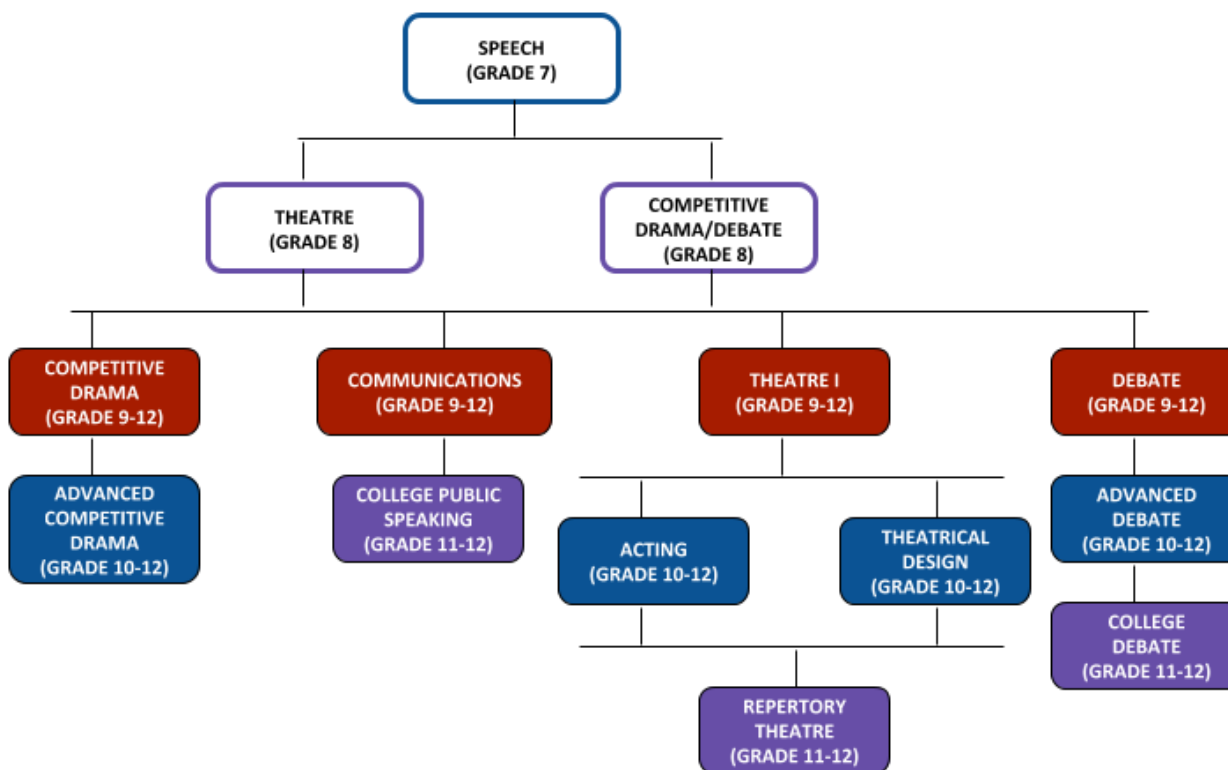 SPEECH
(GRADE 7)
THEATRE
(GRADE 8)
COMPETITIVE
DRAMA/DEBATE
(GRADE 8)
COMPETITIVE
DRAMA
(GRADE 9-12)
COMMUNICATIONS
(GRADE 9-12)
THEATRE I
(GRADE 9-12)
DEBATE
(GRADE 9-12)
ADVANCED
COMPETITIVE
DRAMA
(GRADE 10-12)
COLLEGE PUBLIC
SPEAKING
(GRADE 11-12)
ACTING
(GRADE 10-12)
THEATRICAL
DESIGN
(GRADE 10-12)
ADVANCED
DEBATE
(GRADE 10-12)
COLLEGE
DEBATE
(GRADE 11-12)
REPERTORY
THEATRE
(GRADE 11-12)